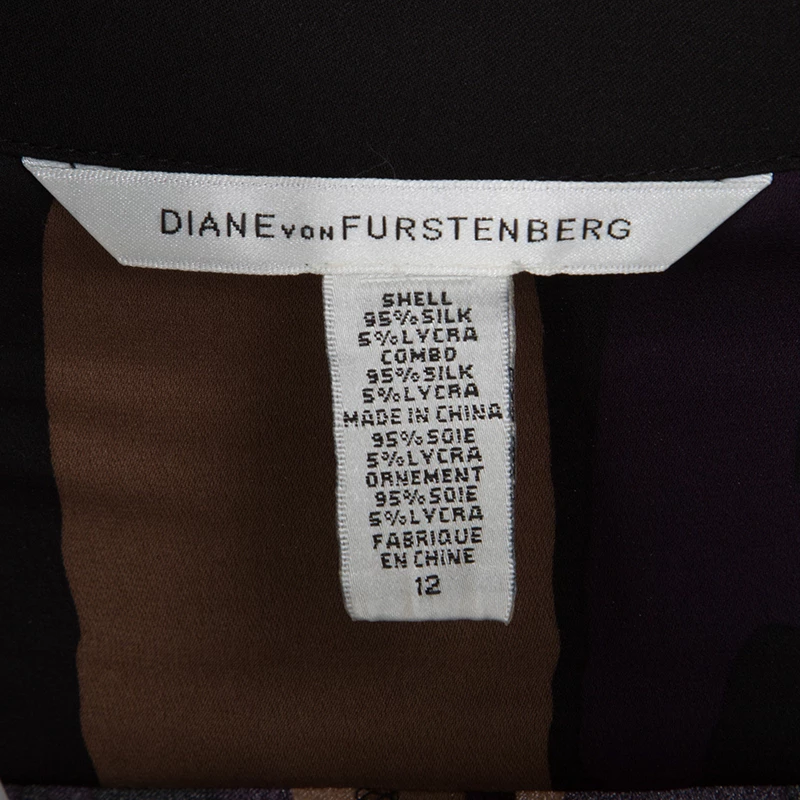 DIANE VON FURSTENBERG
SHELL
95% SILK
5% LYCRA
COMBO
95% SILK
5% LYCRA
MADE IN CHINA
95% SOIE
5% LYCRA
ORNEMENT
95% SOIE
5% LYCRA
FABRIQUE
EN CHINE
12